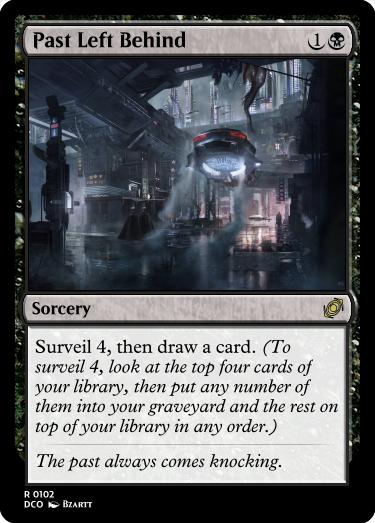 Past Left Behind 1
Sorcery
Surveil 4, then draw a card. (To
surveil 4, look at the top four cards of
your library, then put any number of
them into your graveyard and the rest on
top of your library in any order.)
The past always comes knocking.
R 0102
DCO Bzartt